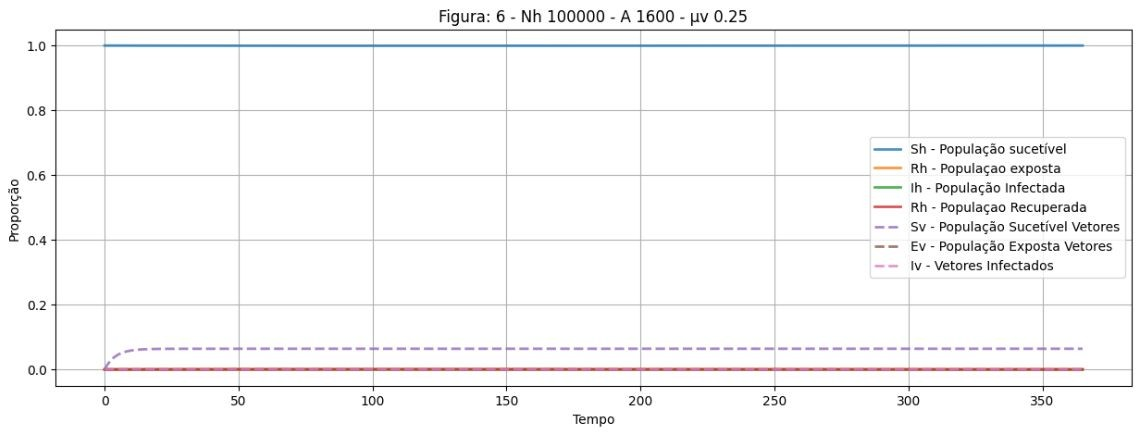 Figura: 6 - Nh 100000 - A 1600 - μv 0.25
1.0
0.8
0.6
0.4
0.2
0.0
Proporção
Sh - População sucetível
Rh - Populaçao exposta
Ih - População Infectada
Rh - Populaçao Recuperada
Sv - População Sucetível Vetores
Ev - População Exposta Vetores
Iv - Vetores Infectados
0 50 100 150 200 250 300 350
Tempo